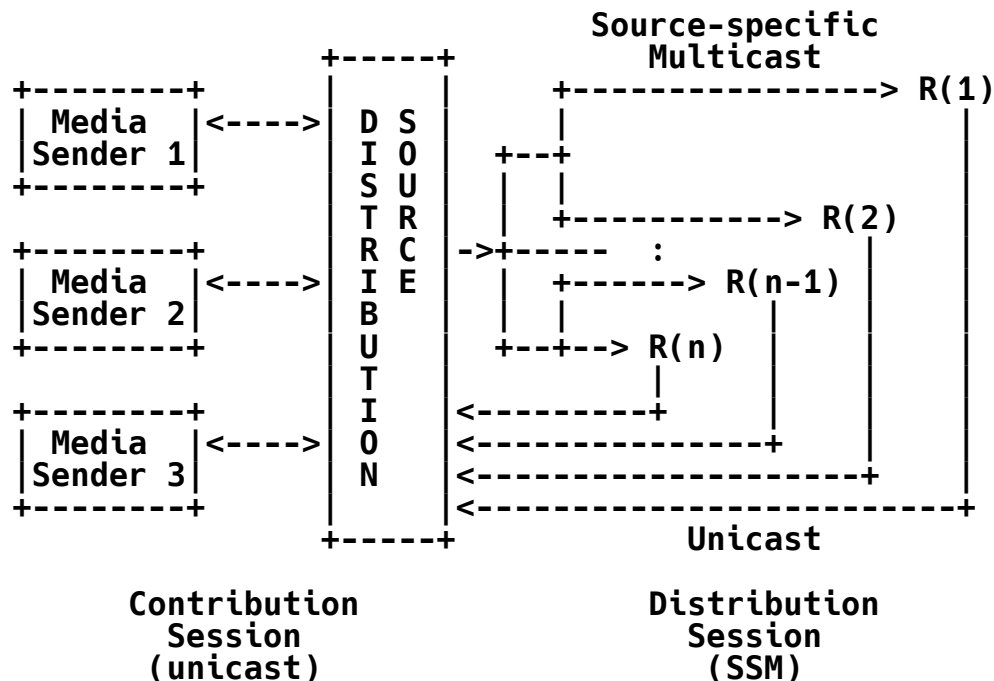 Source-specific
+-----+ Multicast
+--------+ | | +----------------> R(1)
| Media |<---->| D S | | |
|Sender 1| | I O | +--+ |
+--------+ | S U | | | |
| T R | | +-----------> R(2) |
+--------+ | R C |->+----- : | |
| Media |<---->| I E | | +------> R(n-1) | |
|Sender 2| | B | | | | | |
+--------+ | U | +--+--> R(n) | | |
| T | | | | |
+--------+ | I |<---------+ | | |
| Media |<---->| O |<---------------+ | |
|Sender 3| | N |<--------------------+ |
+--------+ | |<-------------------------+
+-----+ Unicast
Contribution Distribution
Session Session
(unicast) (SSM)